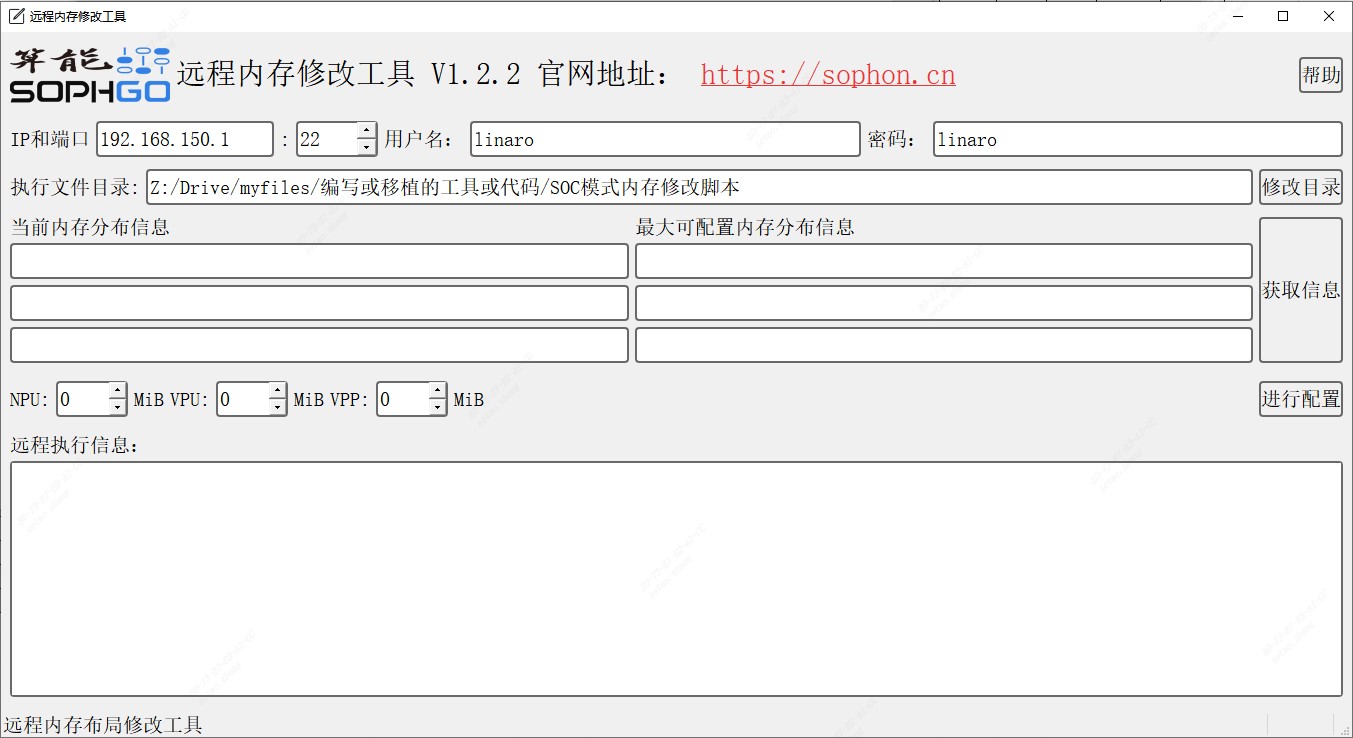 远程内存修改工具
算能
SOPHGO
远程内存修改工具 V1.2.2 官网地址： https://sophon.cn
帮助
IP和端口 192.168.150.1 : 22 用户名： linaro 密码： linaro
执行文件目录: Z:/Drive/myfiles/编写或移植的工具或代码/SOC模式内存修改脚本 修改目录
当前内存分布信息 最大可配置内存分布信息
获取信息
NPU: 0 MiB VPU: 0 MiB VPP: 0 MiB 进行配置
远程执行信息:
远程内存布局修改工具